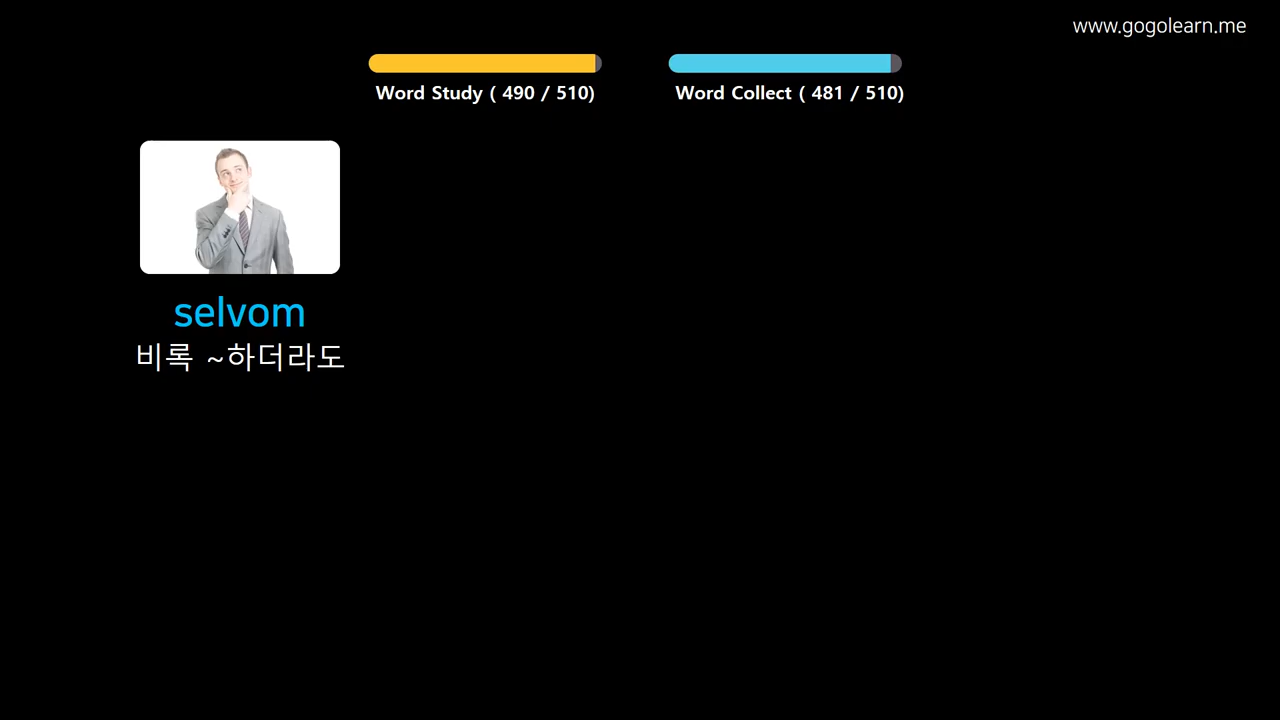 www.gogolearn.me
Word Study ( 490 / 510)
Word Collect ( 481 / 510)
selvom
비록 ~하더라도